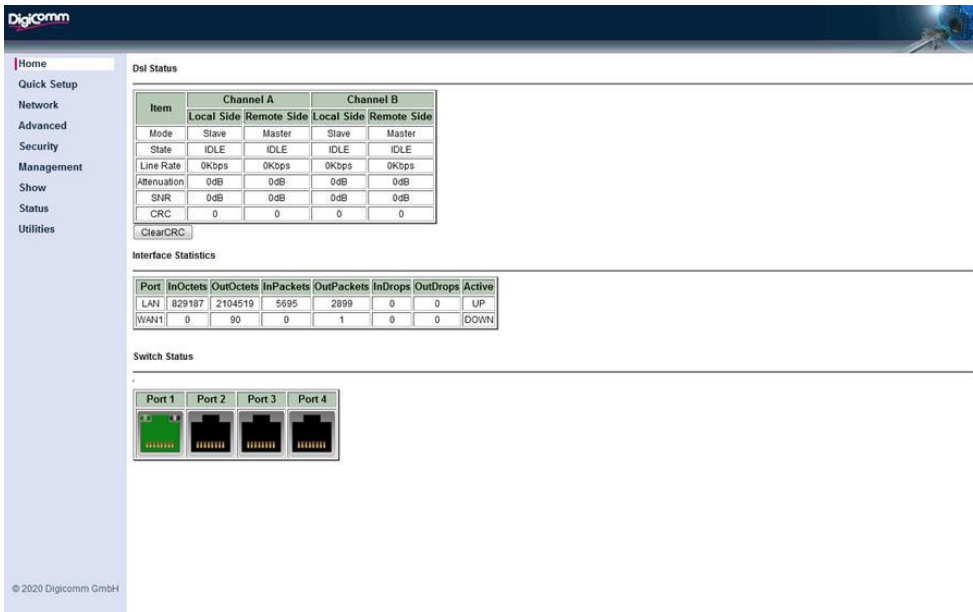 Digicomm
Home
Quick Setup
Network
Advanced
Security
Management
Show
Status
Utilities
© 2020 Digicomm GmbH
Dsl Status
Item Channel A Channel B
Local Side Remote Side Local Side Remote Side
Mode Slave Master Slave Master
State IDLE IDLE IDLE IDLE
Line Rate 0Kbps 0Kbps 0Kbps 0Kbps
Attenuation 0dB 0dB 0dB 0dB
SNR 0dB 0dB 0dB 0dB
CRC 0 0 0 0
ClearCRC
Interface Statistics
Port InOctets OutOctets InPackets OutPackets InDrops OutDrops Active
LAN 829187 2104519 5695 2899 0 0 UP
WAN1 0 90 0 1 0 0 DOWN
Switch Status
Port 1 Port 2 Port 3 Port 4